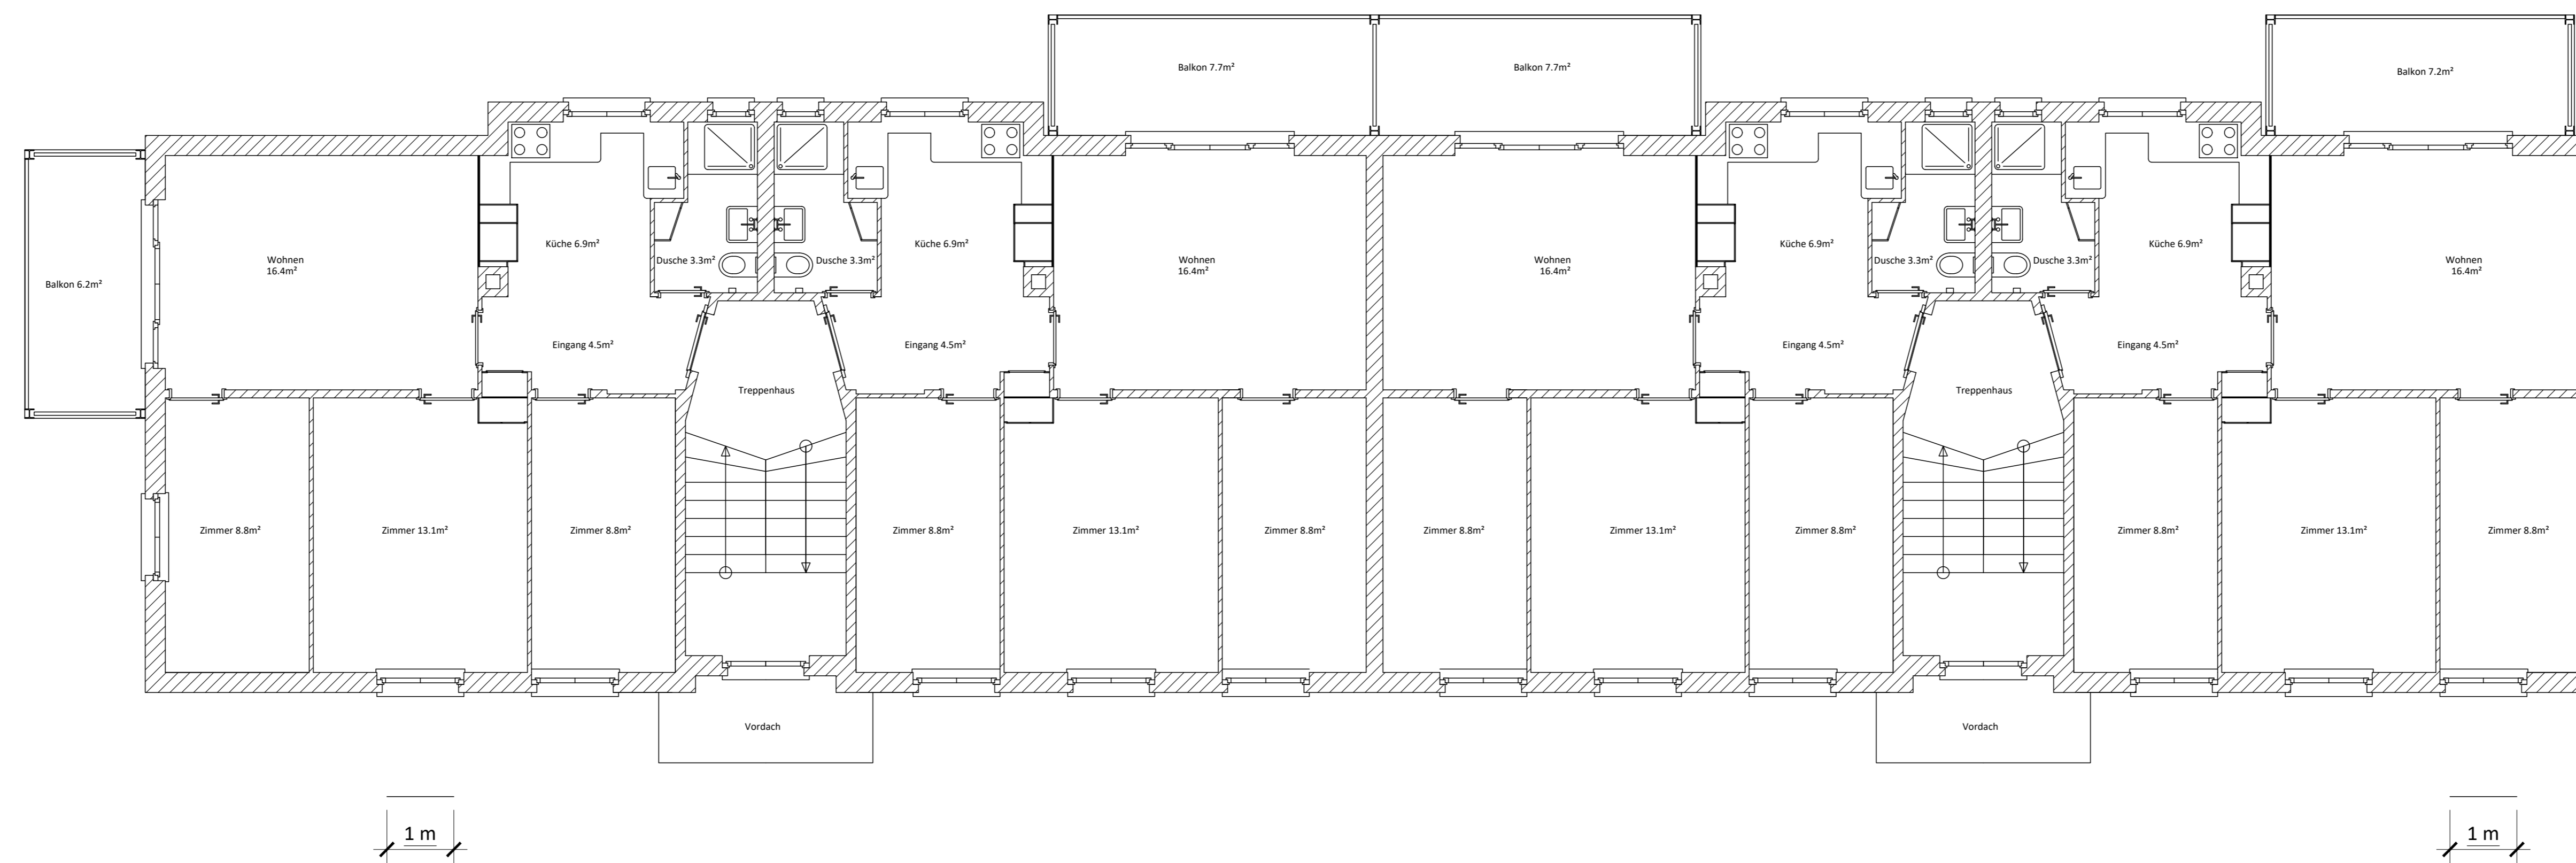 Balkon 7.7m²
Balkon 7.7m²
Balkon 7.2m²
Küche 6.9m²
Küche 6.9m²
Küche 6.9m²
Küche 6.9m²
Wohnen
16.4m²
Dusche 3.3m²
Dusche 3.3m²
Wohnen
16.4m²
Wohnen
16.4m²
Dusche 3.3m²
Dusche 3.3m²
Wohnen
16.4m²
Balkon 6.2m²
Eingang 4.5m²
Eingang 4.5m²
Eingang 4.5m²
Eingang 4.5m²
Treppenhaus
Treppenhaus
Zimmer 8.8m²
Zimmer 13.1m²
Zimmer 8.8m²
Zimmer 8.8m²
Zimmer 13.1m²
Zimmer 8.8m²
Zimmer 8.8m²
Zimmer 13.1m²
Zimmer 8.8m²
Zimmer 8.8m²
Zimmer 13.1m²
Zimmer 8.8m²
Vordach
Vordach
1 m
1 m